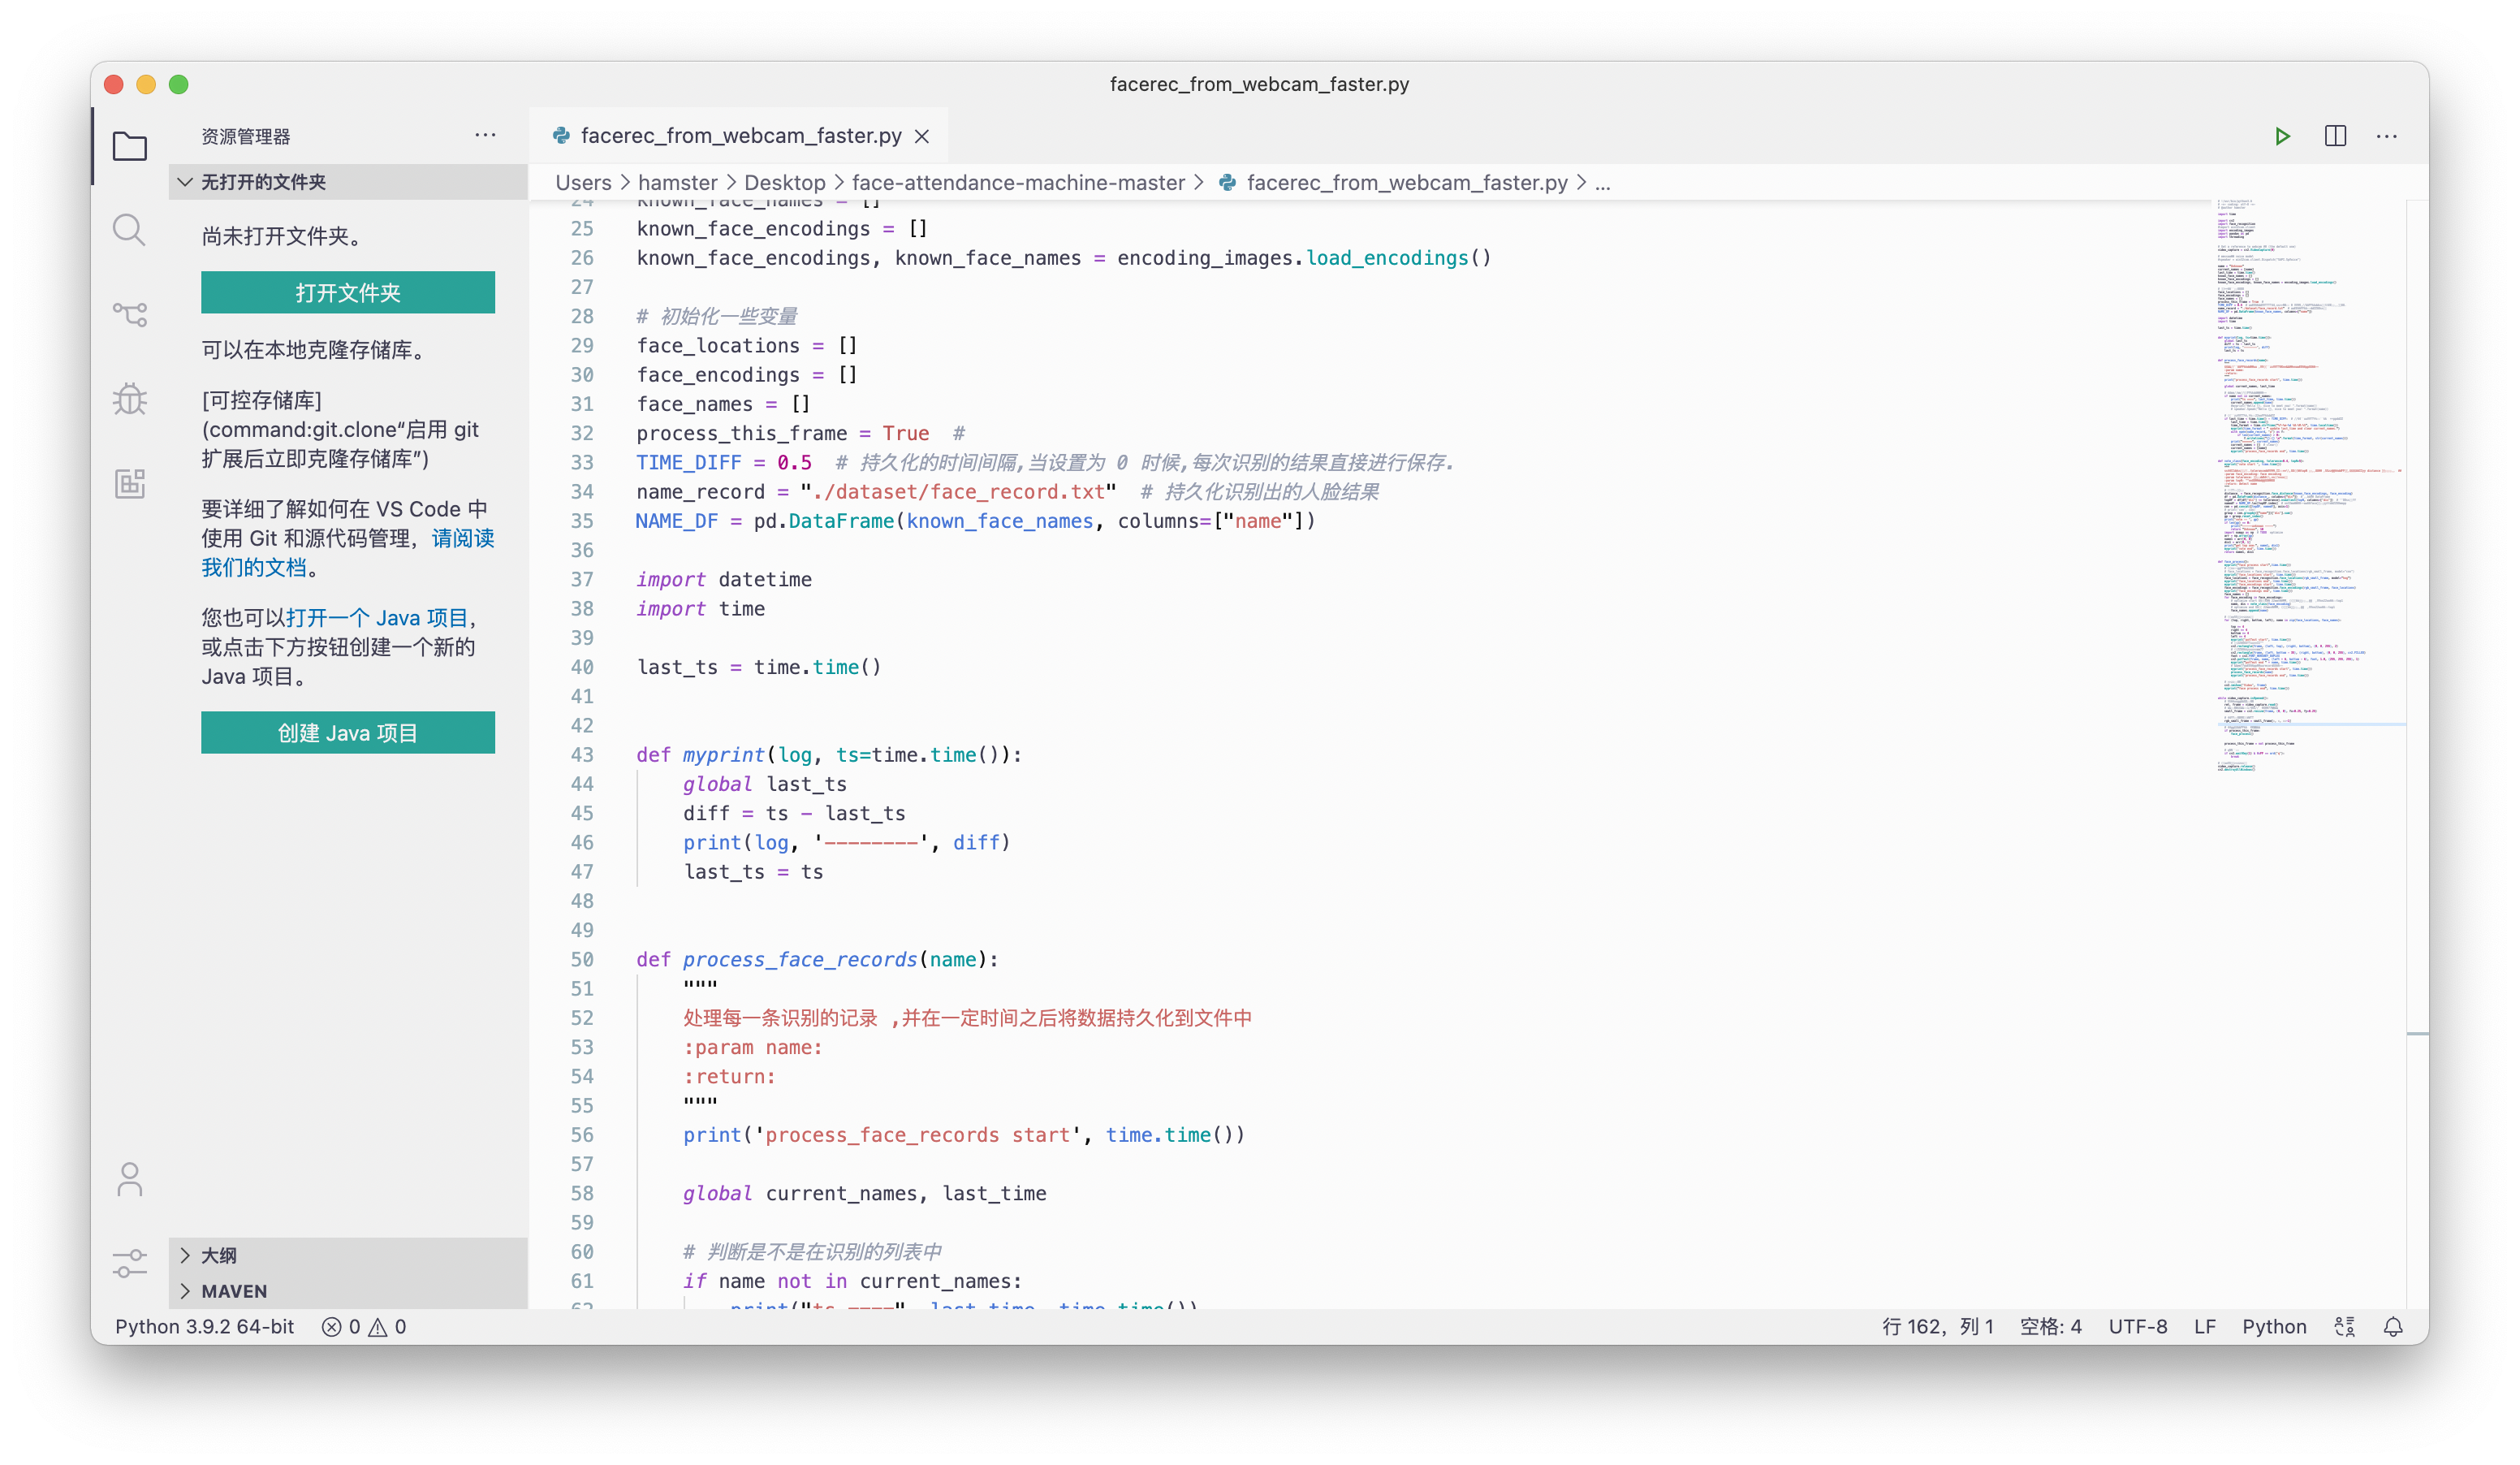 facerec_from_webcam_faster.py
资源管理器
facerec_from_webcam_faster.py
无打开的文件夹
Users > hamster > Desktop > face-attendance-machine-master > facerec_from_webcam_faster.py > ...
尚未打开文件夹。
打开文件夹
可以在本地克隆存储库。
[可控存储库]
(command:git.clone“启用 git
扩展后立即克隆存储库”)
要详细了解如何在 VS Code 中
使用 Git 和源代码管理，请阅读
我们的文档。
您也可以打开一个 Java 项目，
或点击下方按钮创建一个新的
Java 项目。
创建 Java 项目
大纲
MAVEN
24 known_face_names = []
25 known_face_encodings = []
26 known_face_encodings, known_face_names = encoding_images.load_encodings()
27
28 # 初始化一些变量
29 face_locations = []
30 face_encodings = []
31 face_names = []
32 process_this_frame = True  #
33 TIME_DIFF = 0.5  # 持久化的时间间隔,当设置为 0 时候,每次识别的结果直接进行保存.
34 name_record = "./dataset/face_record.txt"  # 持久化识别出的人脸结果
35 NAME_DF = pd.DataFrame(known_face_names, columns=["name"])
36
37 import datetime
38 import time
39
40 last_ts = time.time()
41
42
43 def myprint(log, ts=time.time()):
44     global last_ts
45     diff = ts - last_ts
46     print(log, '--------', diff)
47     last_ts = ts
48
49
50 def process_face_records(name):
51     """
52     处理每一条识别的记录 ,并在一定时间之后将数据持久化到文件中
53     :param name:
54     :return:
55     """
56     print('process_face_records start', time.time())
57
58     global current_names, last_time
59
60     # 判断是不是在识别的列表中
61     if name not in current_names:
62         print("ts ====", last_time, time.time())
Python 3.9.2 64-bit 0 0
行 162，列 1 空格: 4 UTF-8 LF Python